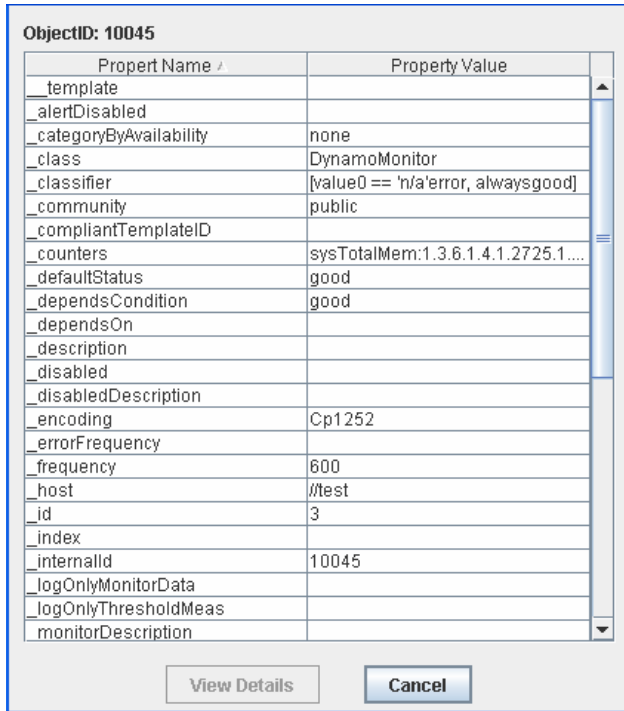 ObjectID: 10045
Propert Name Property Value
__template
_alertDisabled
_categoryByAvailability none
_class DynamoMonitor
_classifier [value0 == 'n/a'error, alwaysgood]
_community public
_compliantTemplateID
_counters sysTotalMem:1.3.6.1.4.1.2725.1....
_defaultStatus good
_dependsCondition good
_dependsOn
_description
_disabled
_disabledDescription
_encoding Cp1252
_errorFrequency
_frequency 600
_host //test
_id 3
_index
_internalId 10045
_logOnlyMonitorData
_logOnlyThresholdMeas
_monitorDescription
View Details Cancel